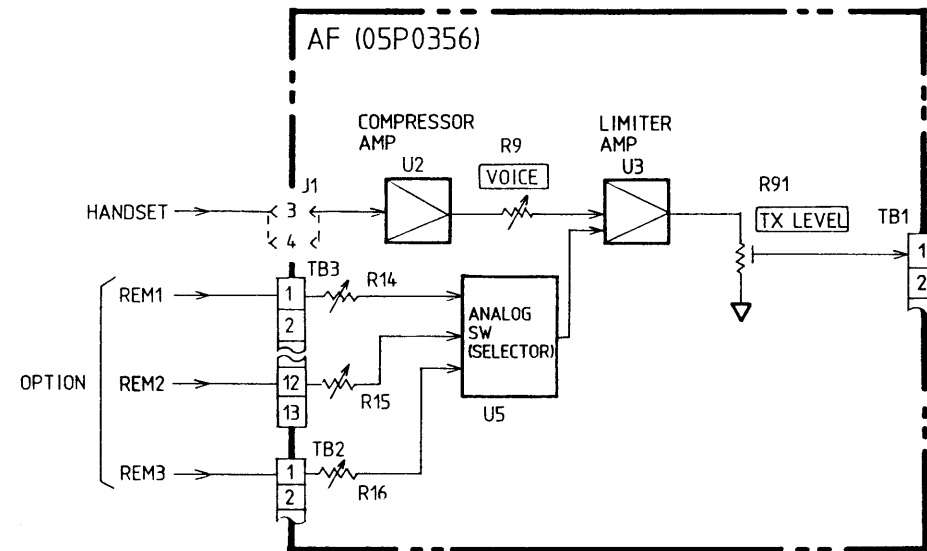 AF (05P0356)
COMPRESSOR
AMP
U2
R9
VOICE
LIMITER
AMP
U3
R91
TX LEVEL
TB1
1
2
J1
HANDSET
3
4
TB3
OPTION
REM1
1
R14
2
ANALOG
SW
(SELECTOR)
U5
REM2
12
R15
13
TB2
REM3
1
R16
2